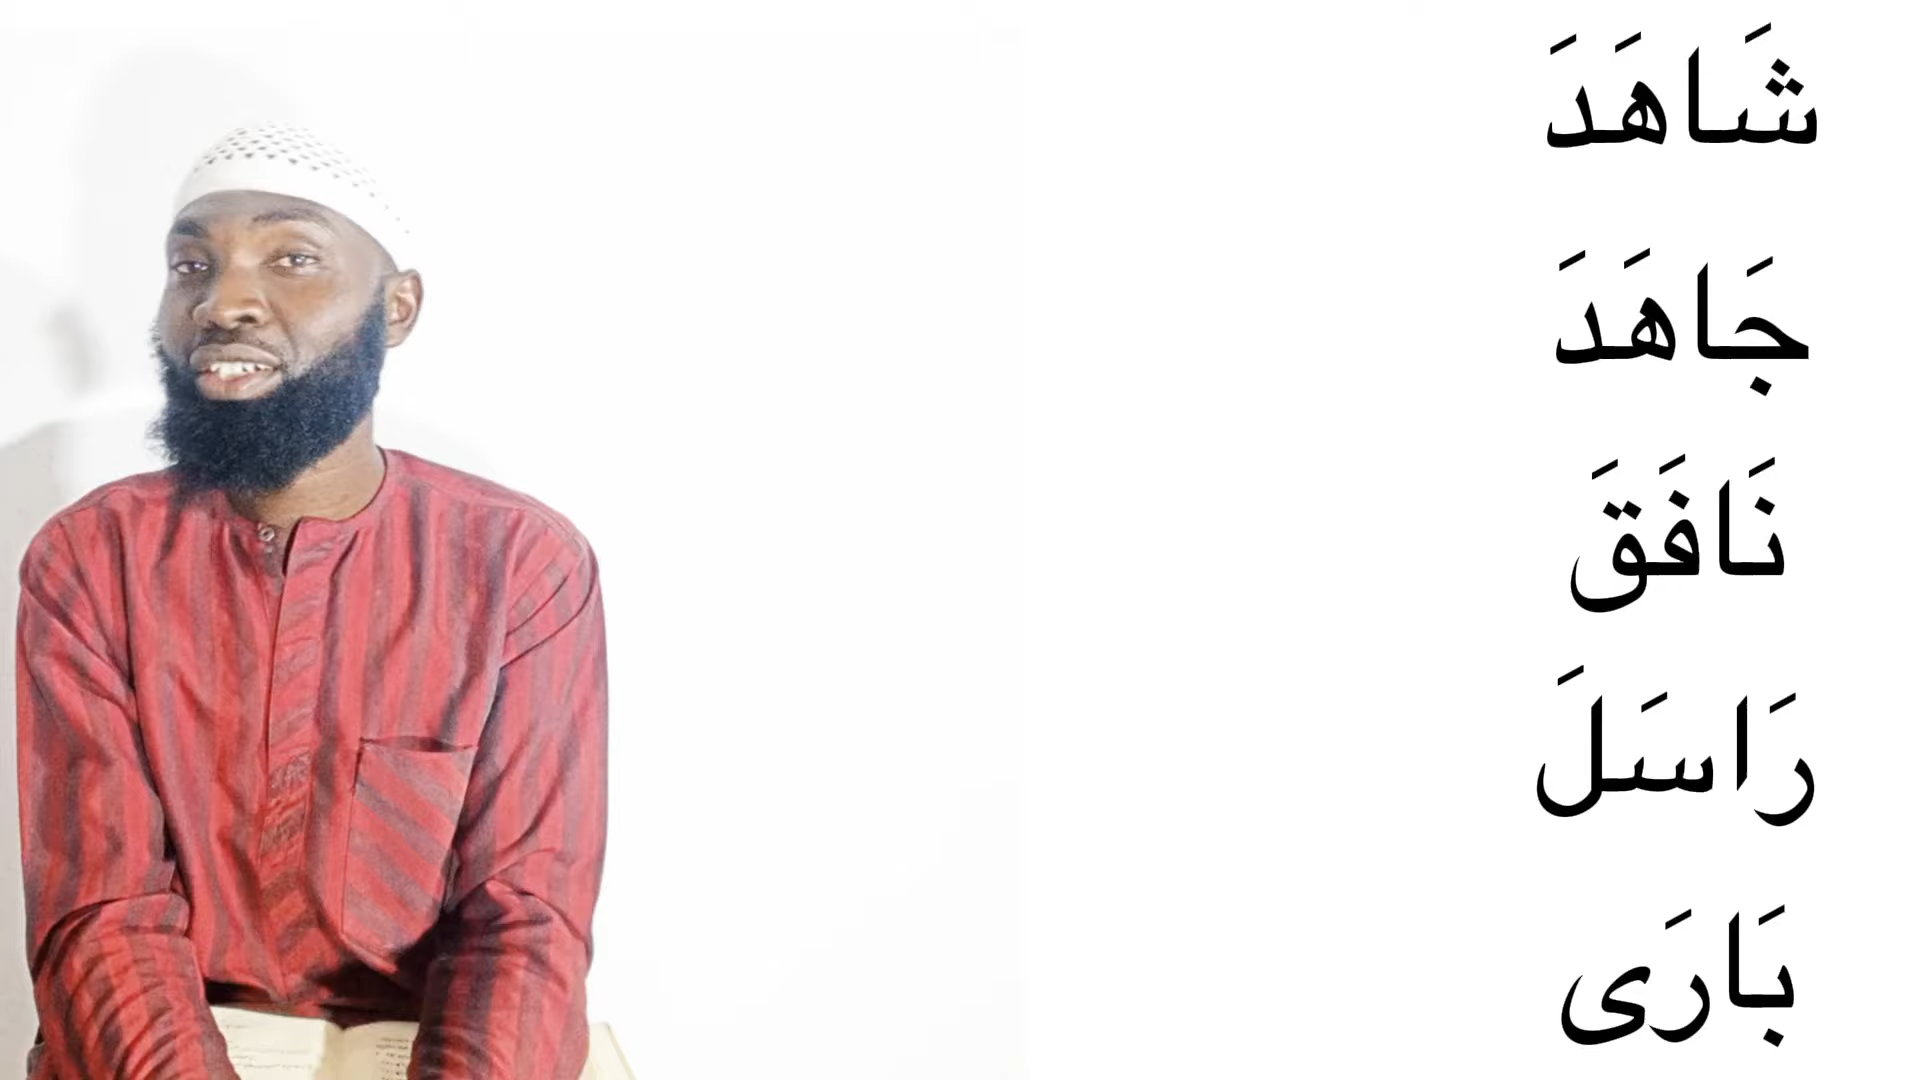 شَاهَدَ
جَاهَدَ
نَافَقَ
رَاسَلَ
بَارَى